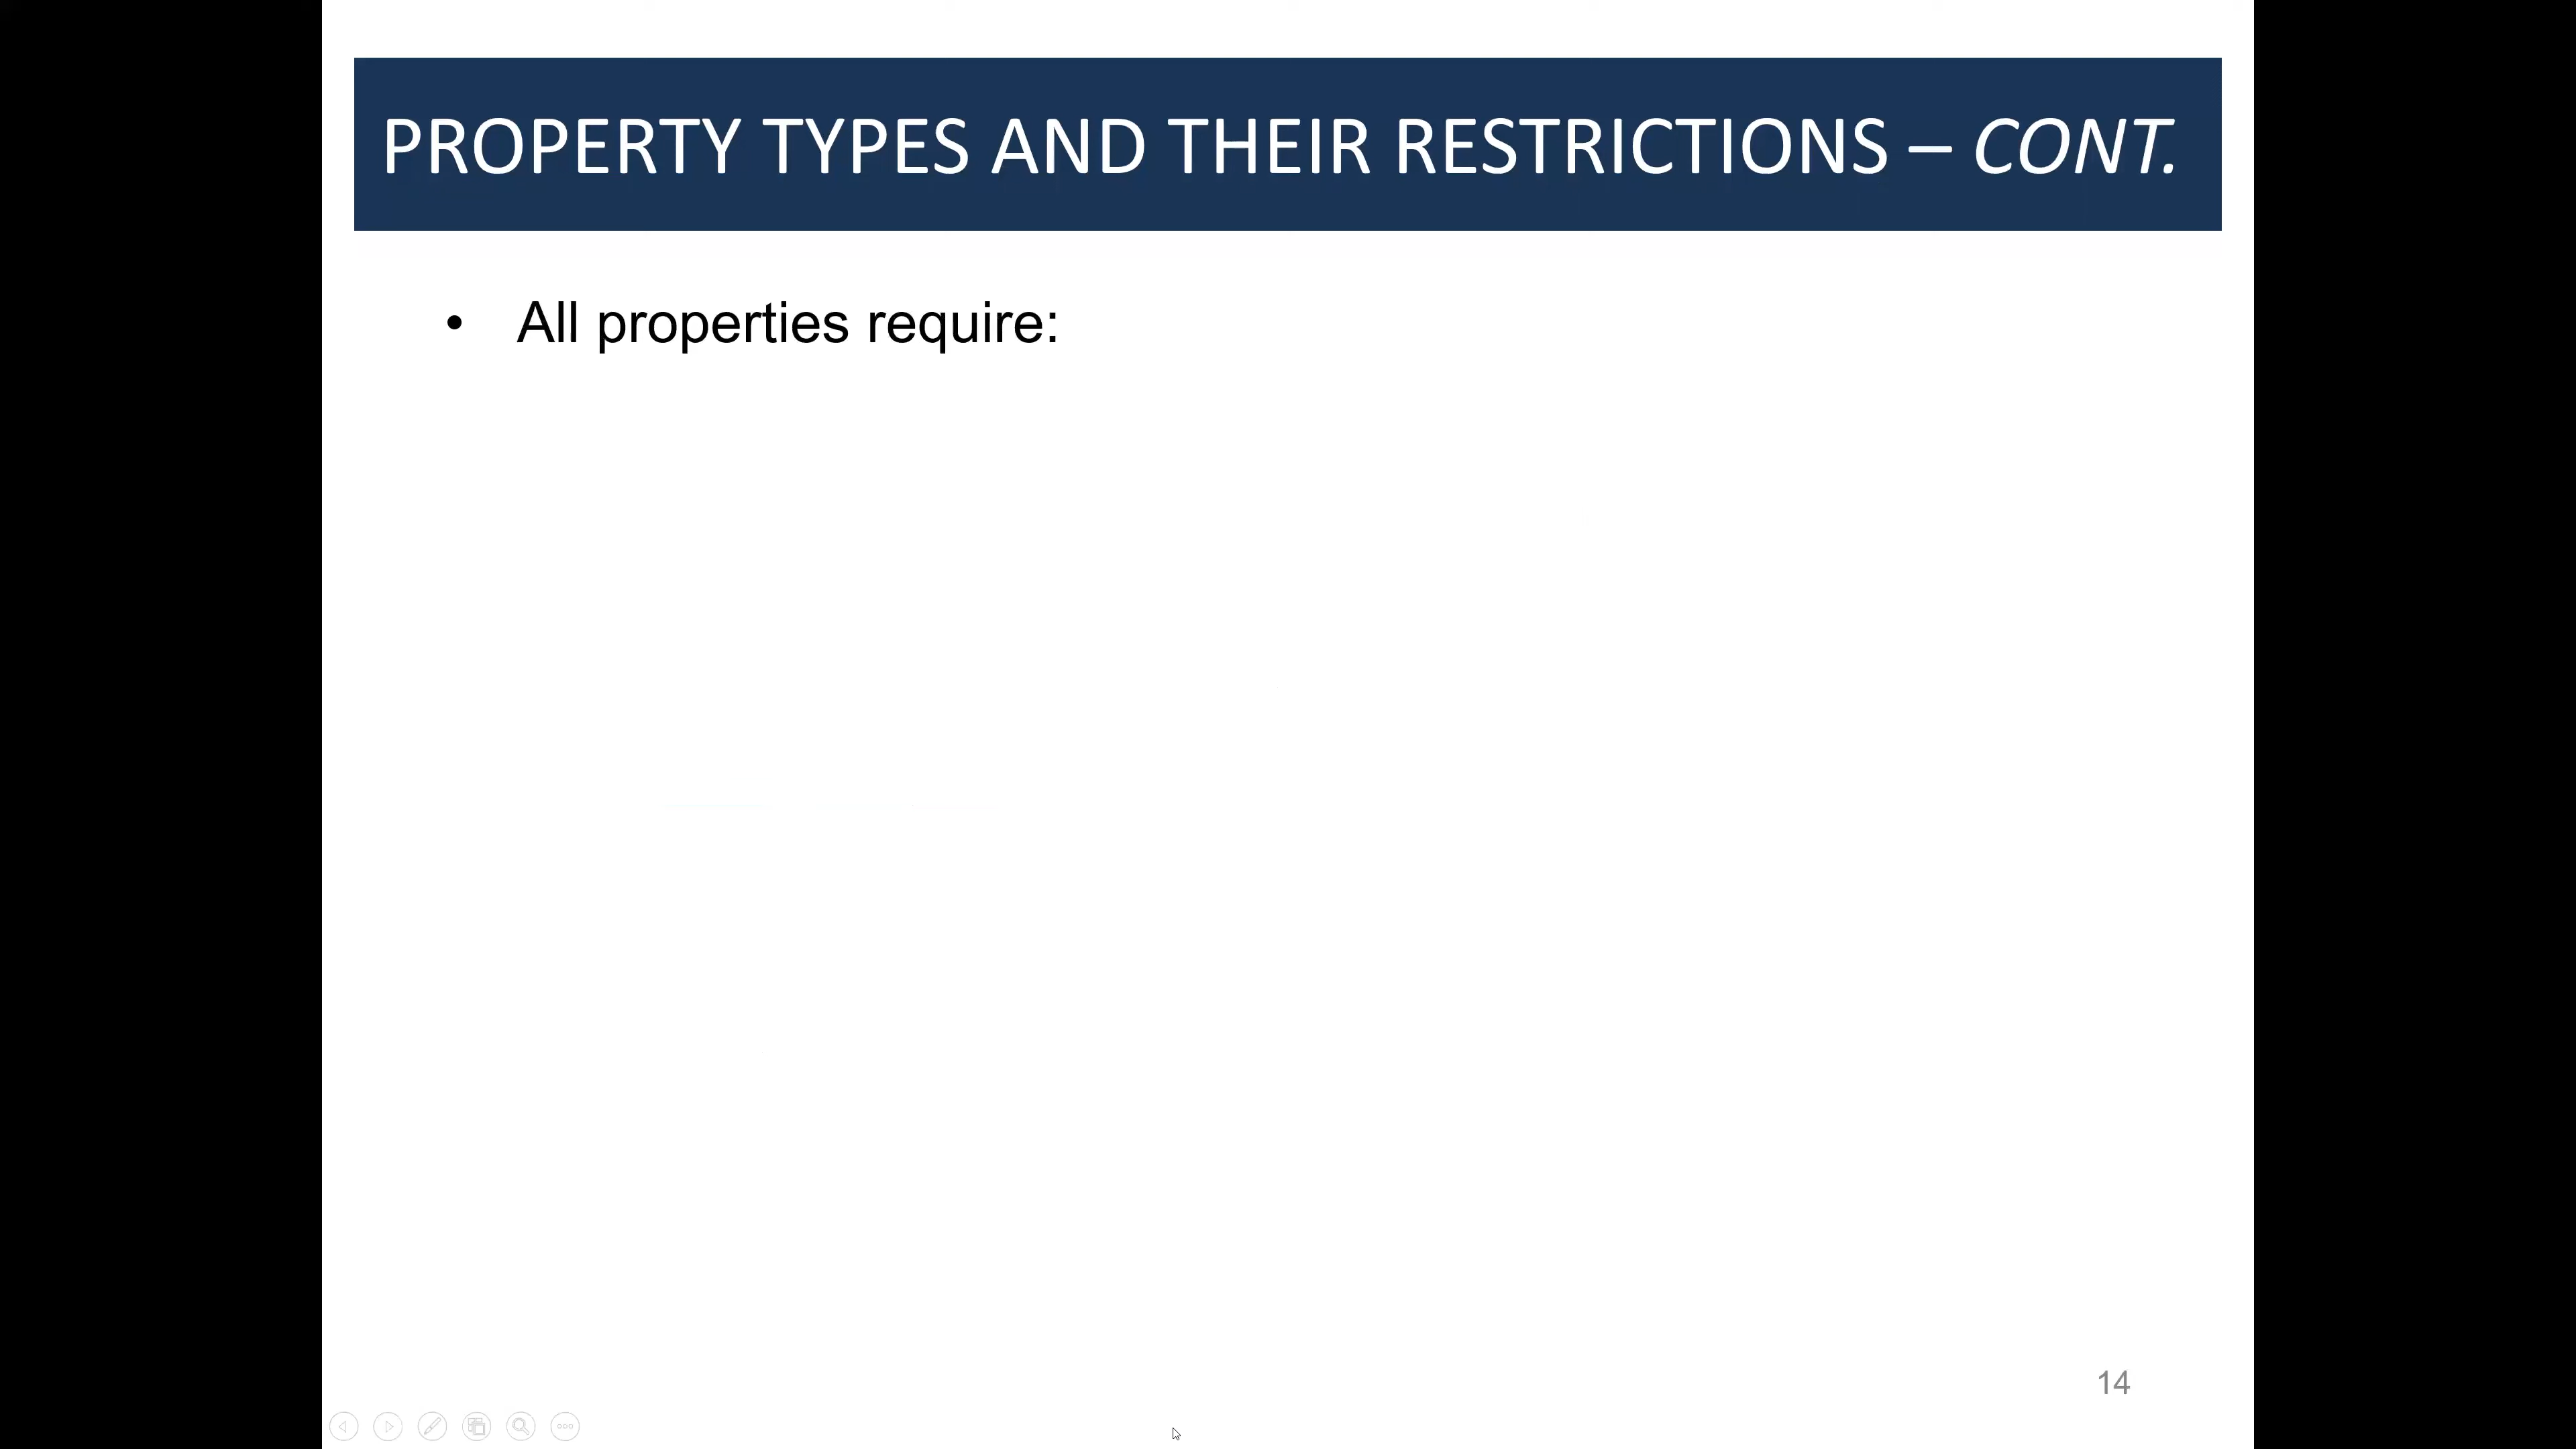 PROPERTY TYPES AND THEIR RESTRICTIONS – CONT.
• All properties require:
14